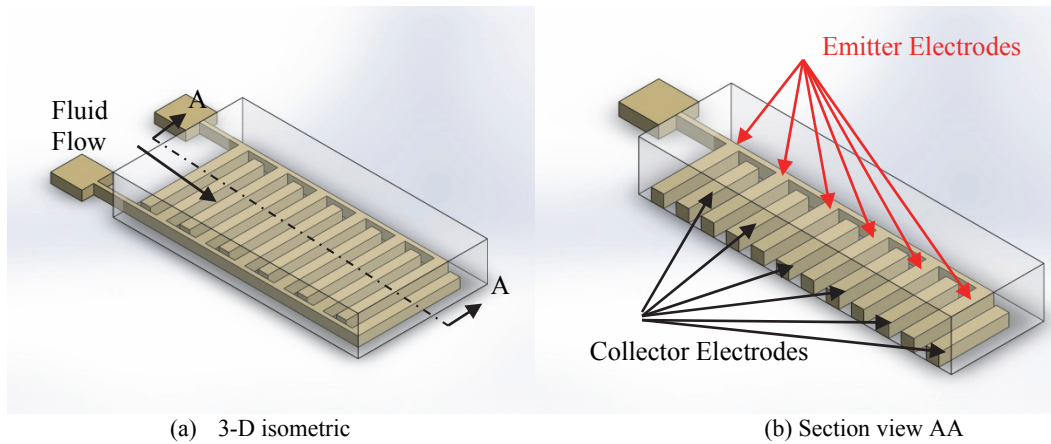 Fluid
Flow
A
A
(a) 3-D isometric
Emitter Electrodes
Collector Electrodes
(b) Section view AA